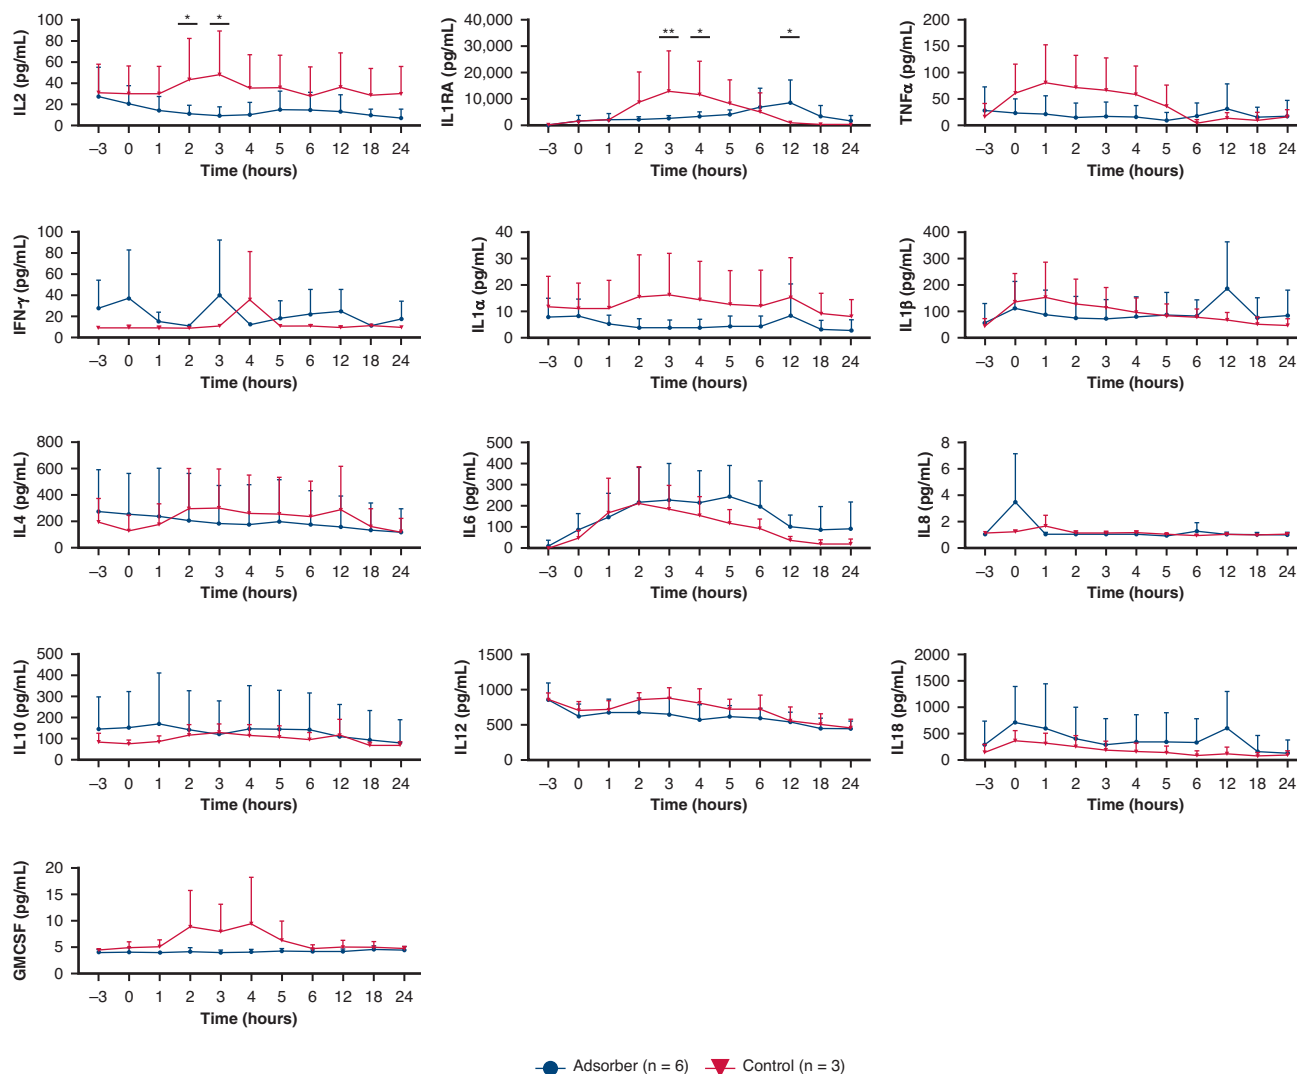 IL2 (pg/mL)
100
80
60
40
20
0
* *
–3 0 1 2 3 4 5 6 12 18 24
Time (hours)
IL1RA (pg/mL)
40,000
30,000
20,000
10,000
0
** * *
–3 0 1 2 3 4 5 6 12 18 24
Time (hours)
TNFα (pg/mL)
200
150
100
50
0
–3 0 1 2 3 4 5 6 12 18 24
Time (hours)
IFN-γ (pg/mL)
100
80
60
40
20
0
–3 0 1 2 3 4 5 6 12 18 24
Time (hours)
IL1α (pg/mL)
40
30
20
10
0
–3 0 1 2 3 4 5 6 12 18 24
Time (hours)
IL1β (pg/mL)
400
300
200
100
0
–3 0 1 2 3 4 5 6 12 18 24
Time (hours)
IL4 (pg/mL)
800
600
400
200
0
–3 0 1 2 3 4 5 6 12 18 24
Time (hours)
IL6 (pg/mL)
500
400
300
200
100
0
–3 0 1 2 3 4 5 6 12 18 24
Time (hours)
IL8 (pg/mL)
8
6
4
2
0
–3 0 1 2 3 4 5 6 12 18 24
Time (hours)
IL10 (pg/mL)
500
400
300
200
100
0
–3 0 1 2 3 4 5 6 12 18 24
Time (hours)
IL12 (pg/mL)
1500
1000
500
0
–3 0 1 2 3 4 5 6 12 18 24
Time (hours)
IL18 (pg/mL)
2000
1500
1000
500
0
–3 0 1 2 3 4 5 6 12 18 24
Time (hours)
GMCSF (pg/mL)
20
15
10
5
0
–3 0 1 2 3 4 5 6 12 18 24
Time (hours)
Adsorber (n = 6) Control (n = 3)